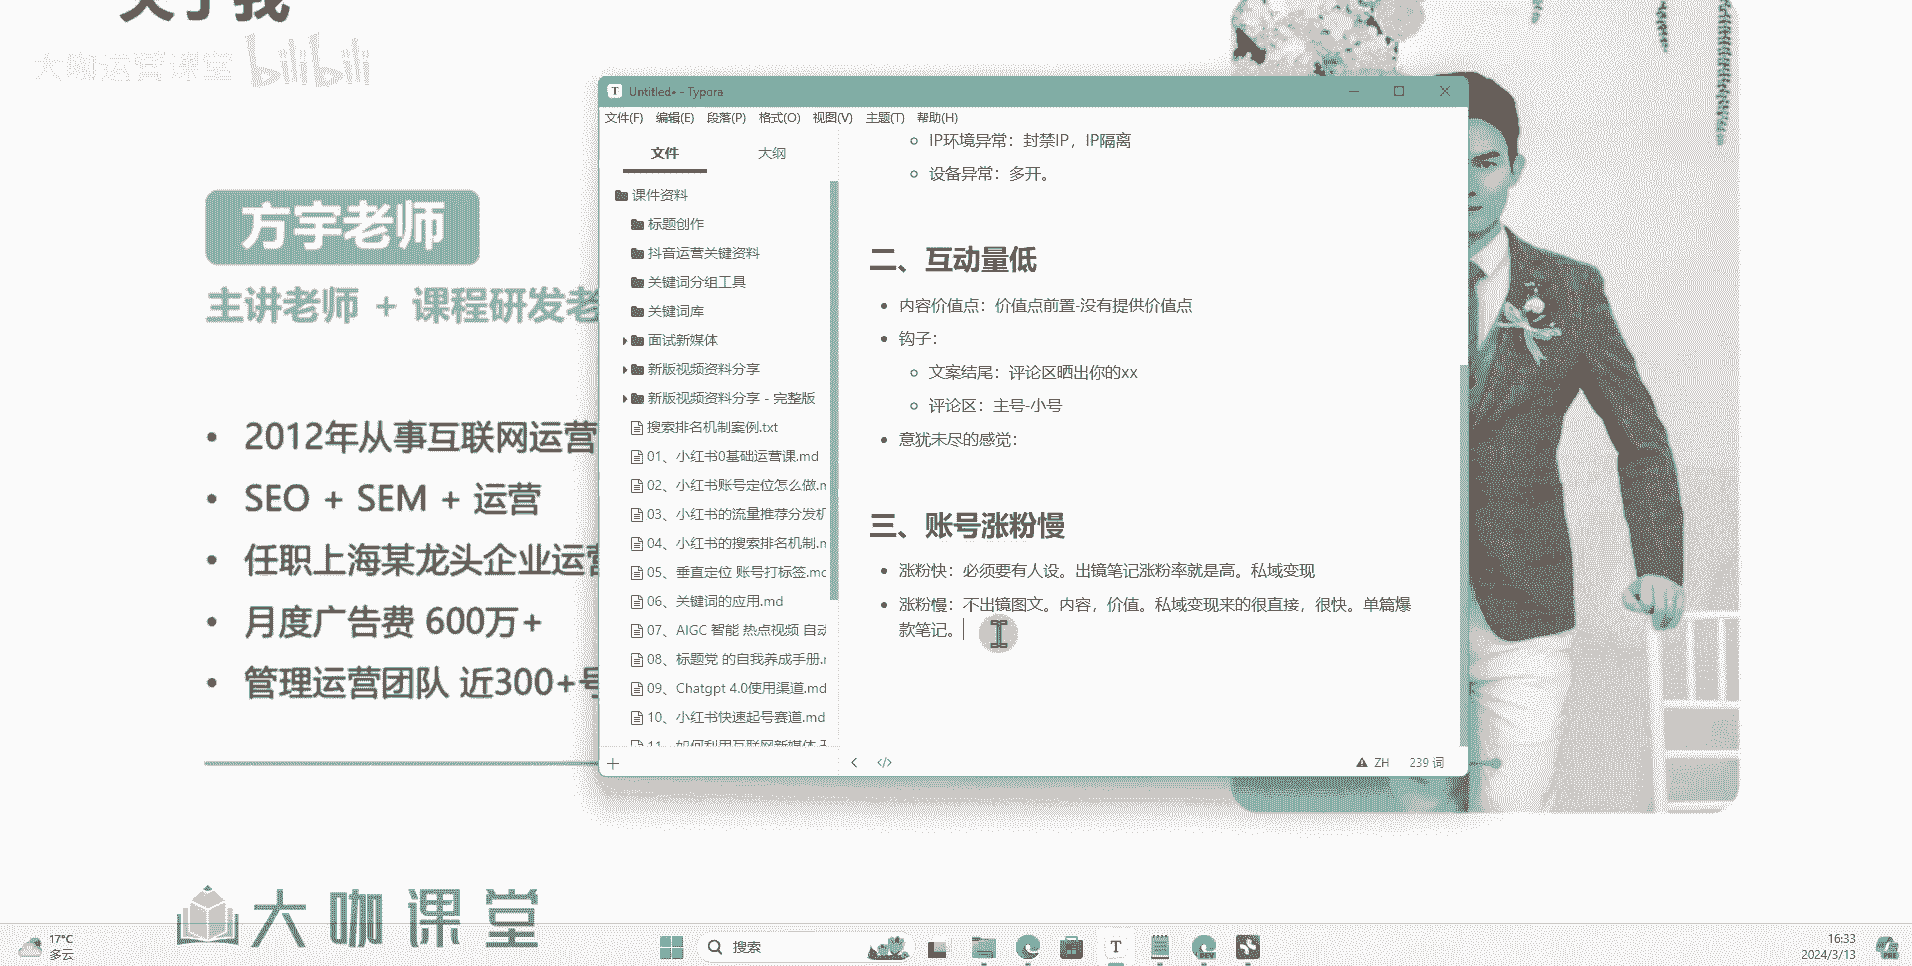 关于我
大咖运营课堂 bilibili
方宇老师
主讲老师 + 课程研发老
2012年从事互联网运营
SEO + SEM + 运营
任职上海某龙头企业运营
月度广告费 600万+
管理运营团队 近300+号
大咖课堂
Untitled• - Typora
文件(F) 编辑(E) 段落(P) 格式(O) 视图(V) 主题(T) 帮助(H)
文件 大纲
课件资料
标题创作
抖音运营关键资料
关键词分组工具
关键词库
面试新媒体
新版视频资料分享
新版视频资料分享 - 完整版
搜索排名机制案例.txt
01、小红书0基础运营课.md
02、小红书账号定位怎么做.m
03、小红书的流量推荐分发机
04、小红书的搜索排名机制.m
05、垂直定位 账号打标签.md
06、关键词的应用.md
07、AIGC 智能 热点视频 自动
08、标题党 的自我养成手册.m
09、Chatgpt 4.0使用渠道.md
10、小红书快速起号赛道.md
11、如何利用互联网新媒体
IP环境异常：封禁IP，IP隔离
设备异常：多开。
二、互动量低
内容价值点：价值点前置-没有提供价值点
钩子：
文案结尾：评论区晒出你的xx
评论区：主号-小号
意犹未尽的感觉：
三、账号涨粉慢
涨粉快：必须要有人设。出镜笔记涨粉率就是高。私域变现
涨粉慢：不出镜图文。内容，价值。私域变现来的很直接，很快。单篇爆
款笔记。
ZH 239 词
17°C
多云
搜索
T
DEV
16:33
2024/3/13
PRE